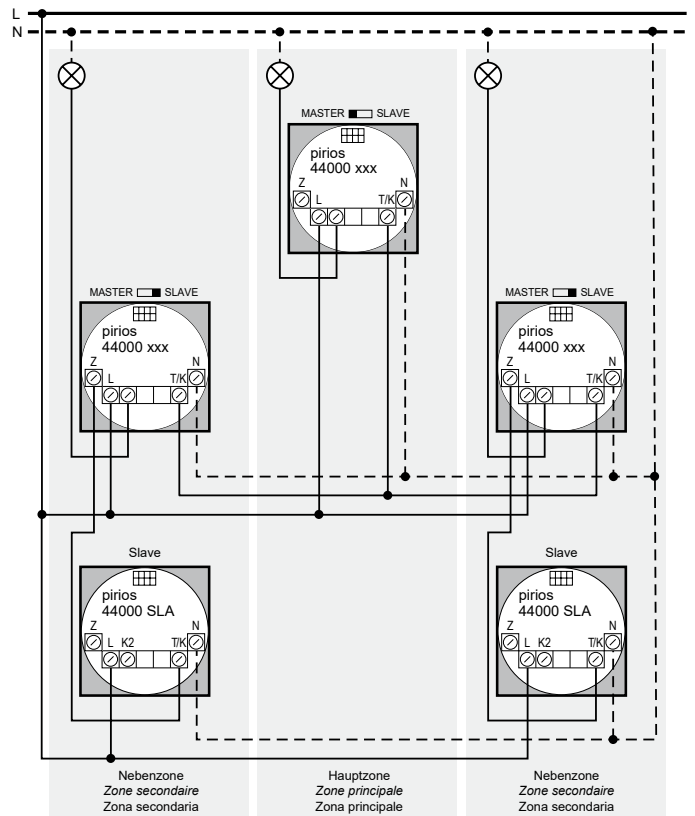 L
N
MASTER SLAVE
pirios
44000 xxx
Z
L
T/K
N
MASTER SLAVE
pirios
44000 xxx
Z
L
T/K
N
MASTER SLAVE
pirios
44000 xxx
Z
L
T/K
N
Slave
pirios
44000 SLA
Z
L K2
T/K
N
Slave
pirios
44000 SLA
Z
L K2
T/K
N
Nebenzone
Zone secondaire
Zona secondaria
Hauptzone
Zone principale
Zona principale
Nebenzone
Zone secondaire
Zona secondaria